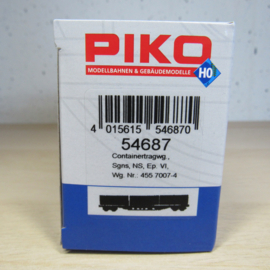 PIKO
MODELLBAHNEN & GEBÄUDEMODELLE
H0
4 015615 546870
54687
Containertragwg.,
Sgns, NS, Ep. VI,
Wg. Nr.: 455 7007-4